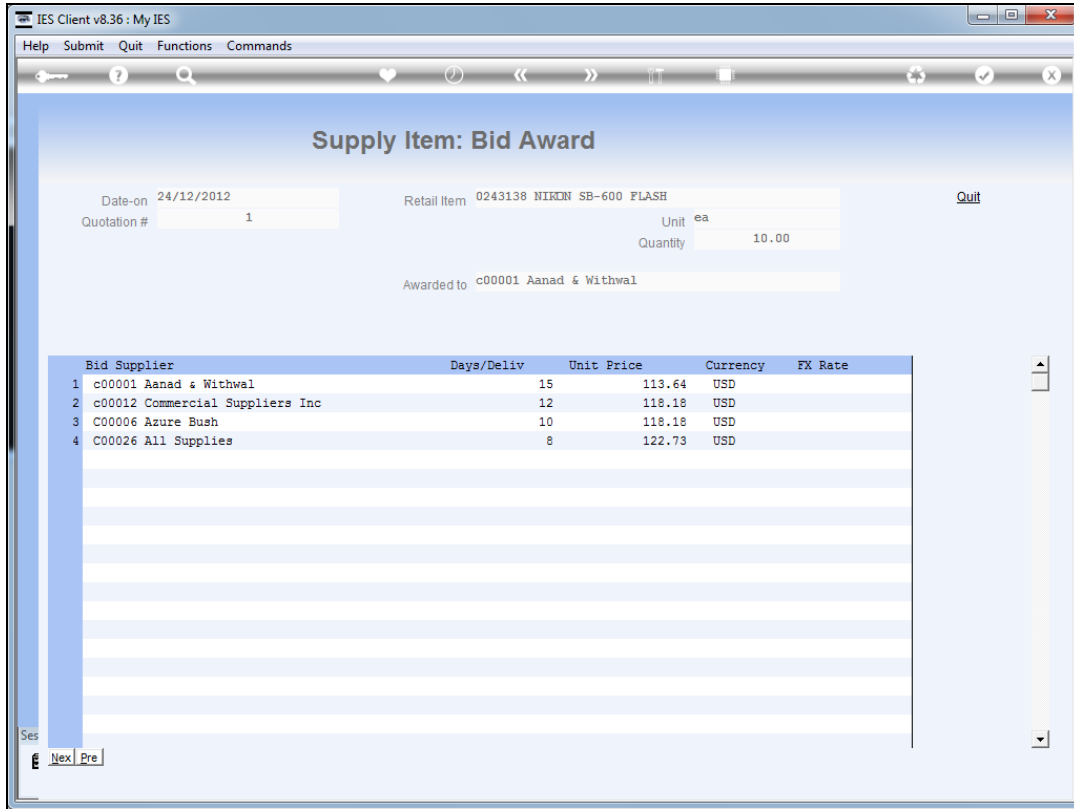 IES Client v8.36 : My IES
Help Submit Quit Functions Commands
Supply Item: Bid Award
Date-on 24/12/2012 Retail Item 0243138 NIKON SB-600 FLASH Quit
Quotation # 1 Unit ea
Quantity 10.00
Awarded to c00001 Aanad & Withwal
Bid Supplier Days/Deliv Unit Price Currency FX Rate
1 c00001 Aanad & Withwal 15 113.64 USD
2 c00012 Commercial Suppliers Inc 12 118.18 USD
3 C00006 Azure Bush 10 118.18 USD
4 C00026 All Supplies 8 122.73 USD
Ses
Nex Pre